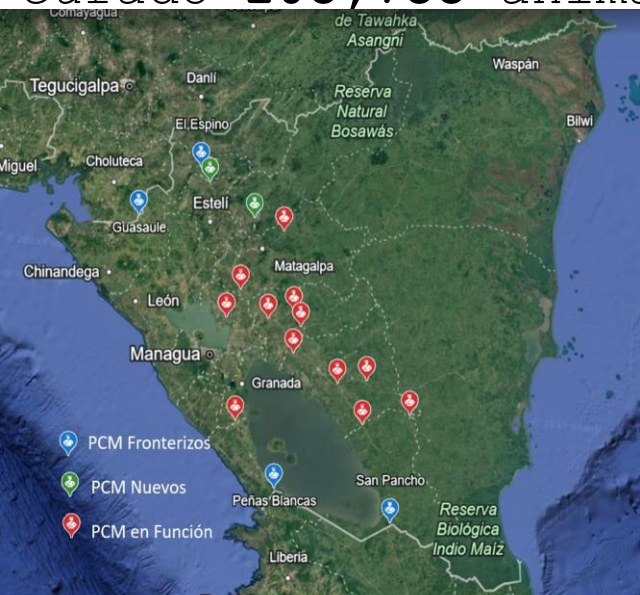 Comayagua
de Tawahka
Asangni
Waspán
Danlí
Tegucigalpa
Reserva
Natural
Bosawás
El Espino
Bilwi
Miguel
Choluteca
Estelí
Guasaule
Chinandega
Matagalpa
León
Managua
Granada
PCM Fronterizos
PCM Nuevos
San Pancho
Peñas Blancas
PCM en Función
Reserva
Biológica
Indio Maíz
Liberia